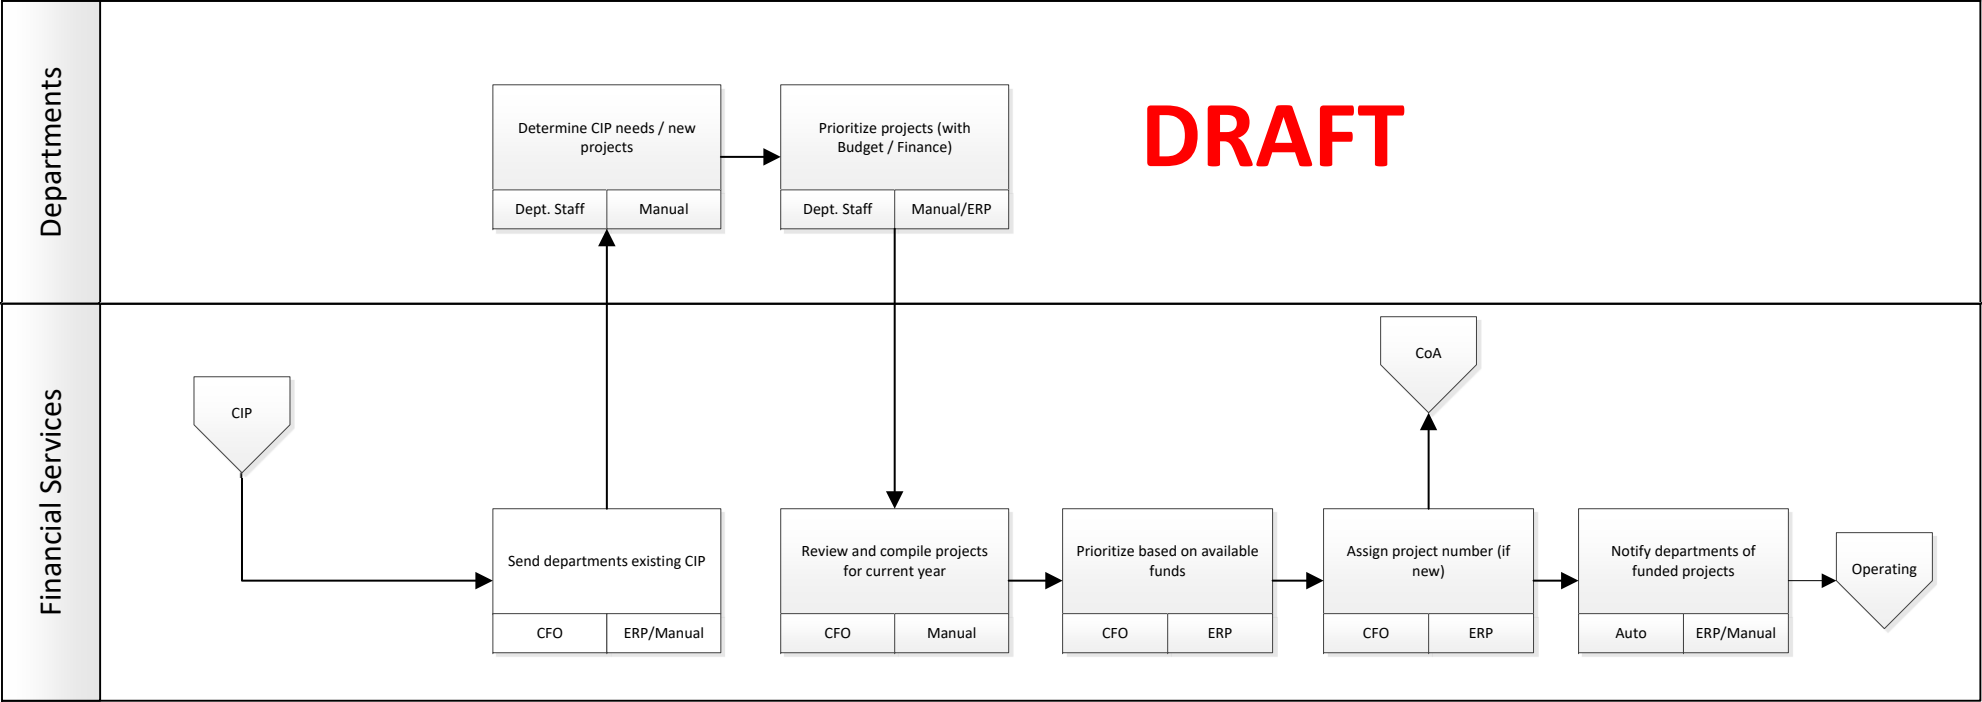 Departments
Determine CIP needs / new
projects
Dept. Staff
Manual
Prioritize projects (with
Budget / Finance)
Dept. Staff
Manual/ERP
DRAFT
Financial Services
CIP
Send departments existing CIP
CFO
ERP/Manual
Review and compile projects
for current year
CFO
Manual
Prioritize based on available
funds
CFO
ERP
CoA
Assign project number (if
new)
CFO
ERP
Notify departments of
funded projects
Auto
ERP/Manual
Operating